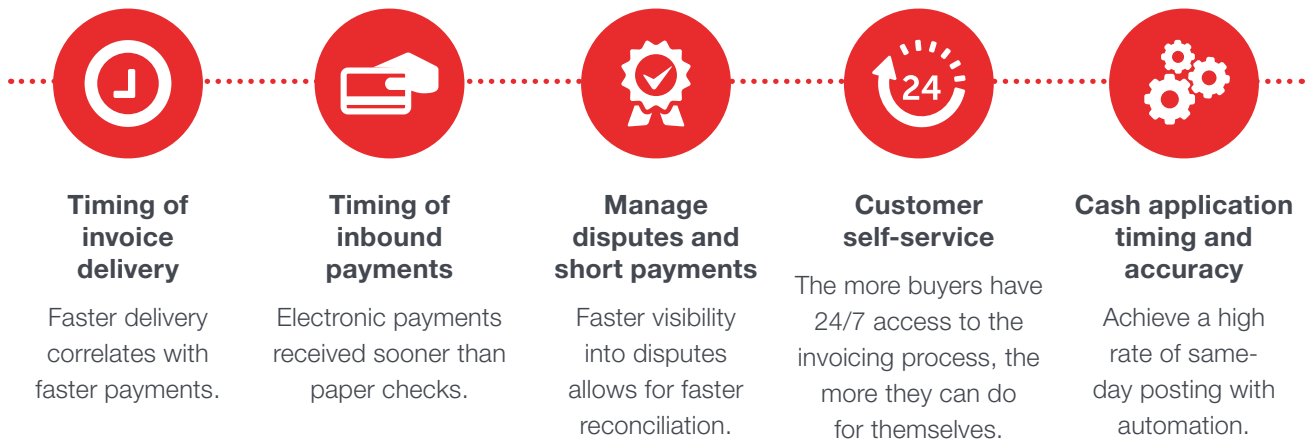 24
Timing of
invoice
delivery
Faster delivery
correlates with
faster payments.
Timing of
inbound
payments
Electronic payments
received sooner than
paper checks.
Manage
disputes and
short payments
Faster visibility
into disputes
allows for faster
reconciliation.
Customer
self-service
The more buyers have
24/7 access to the
invoicing process, the
more they can do
for themselves.
Cash application
timing and
accuracy
Achieve a high
rate of same-
day posting with
automation.